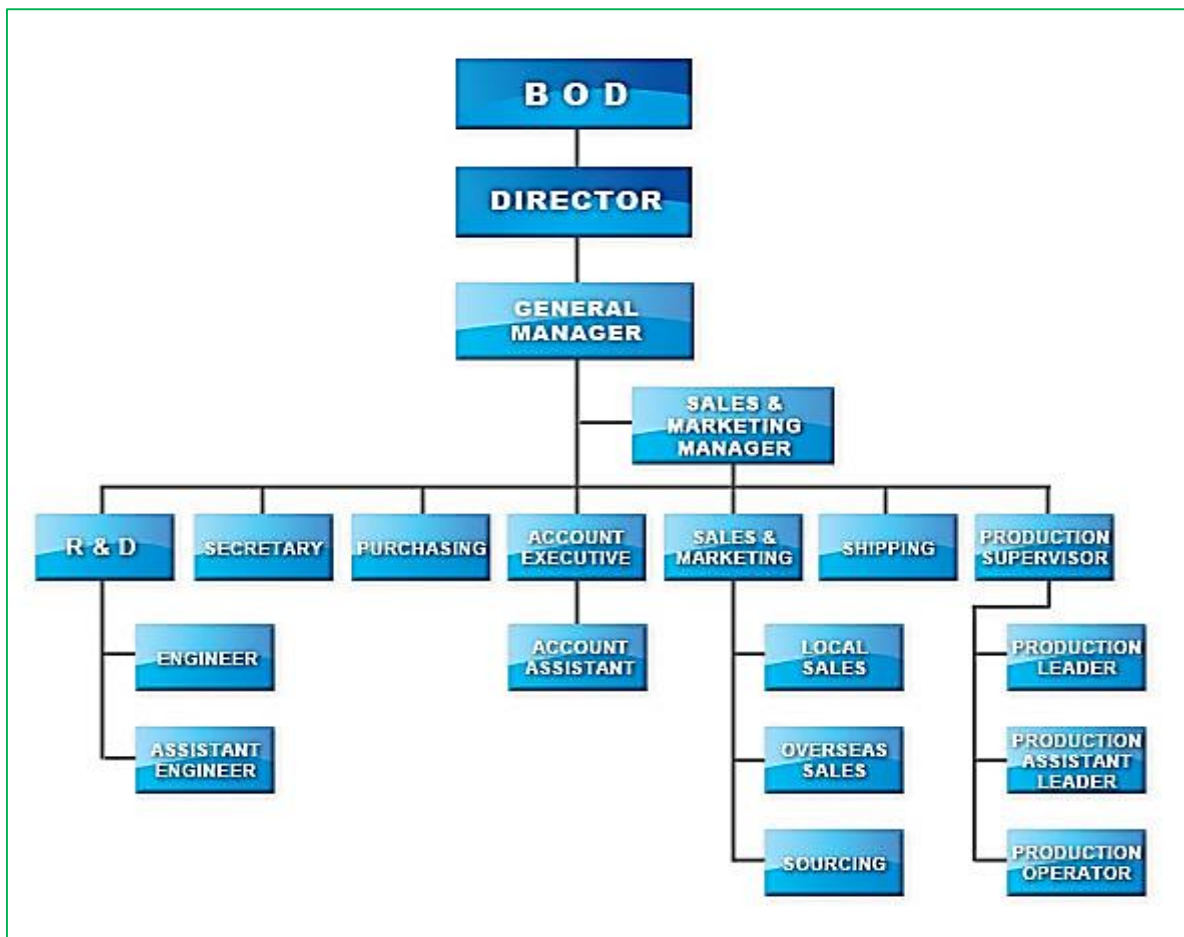 B O D
DIRECTOR
GENERAL
MANAGER
SALES &
MARKETING
MANAGER
R & D
SECRETARY
PURCHASING
ACCOUNT
EXECUTIVE
SALES &
MARKETING
SHIPPING
PRODUCTION
SUPERVISOR
ENGINEER
ASSISTANT
ENGINEER
ACCOUNT
ASSISTANT
LOCAL
SALES
OVERSEAS
SALES
SOURCING
PRODUCTION
LEADER
PRODUCTION
ASSISTANT
LEADER
PRODUCTION
OPERATOR